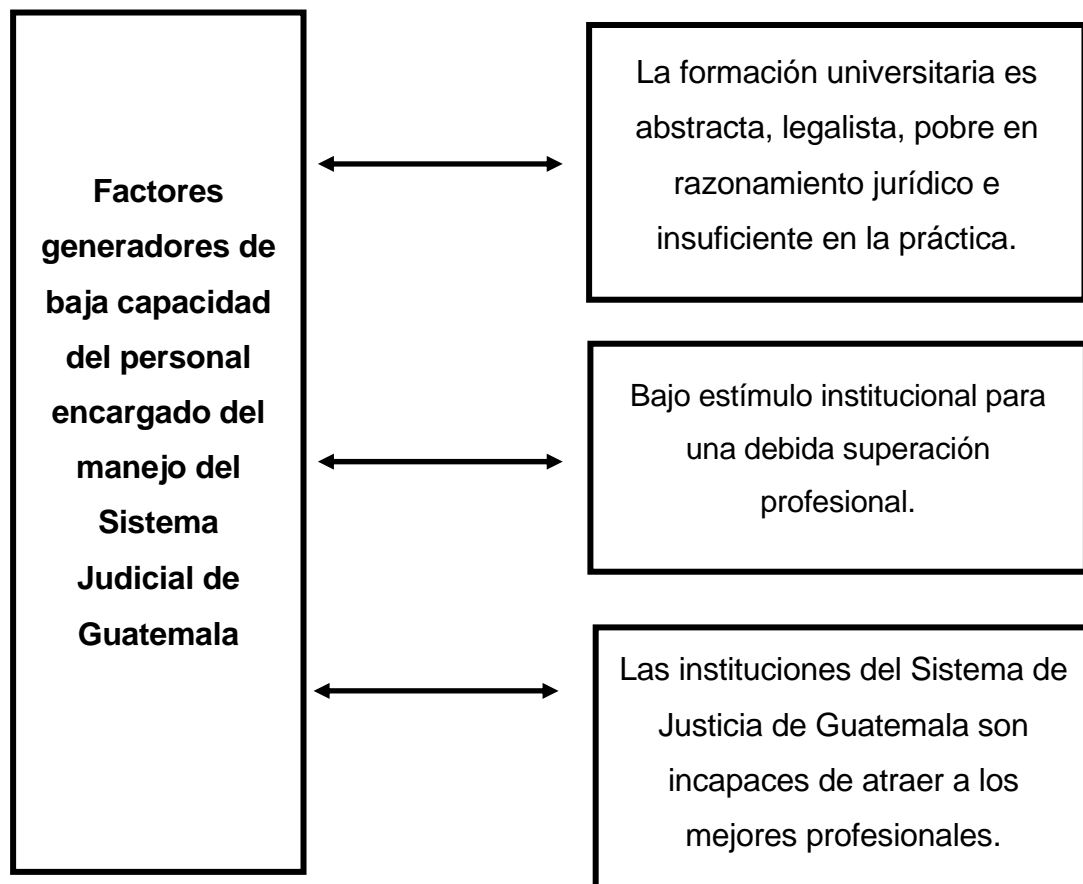 Factores
generadores de
baja capacidad
del personal
encargado del
manejo del
Sistema
Judicial de
Guatemala
La formación universitaria es
abstracta, legalista, pobre en
razonamiento jurídico e
insuficiente en la práctica.
Bajo estímulo institucional para
una debida superación
profesional.
Las instituciones del Sistema de
Justicia de Guatemala son
incapaces de atraer a los
mejores profesionales.